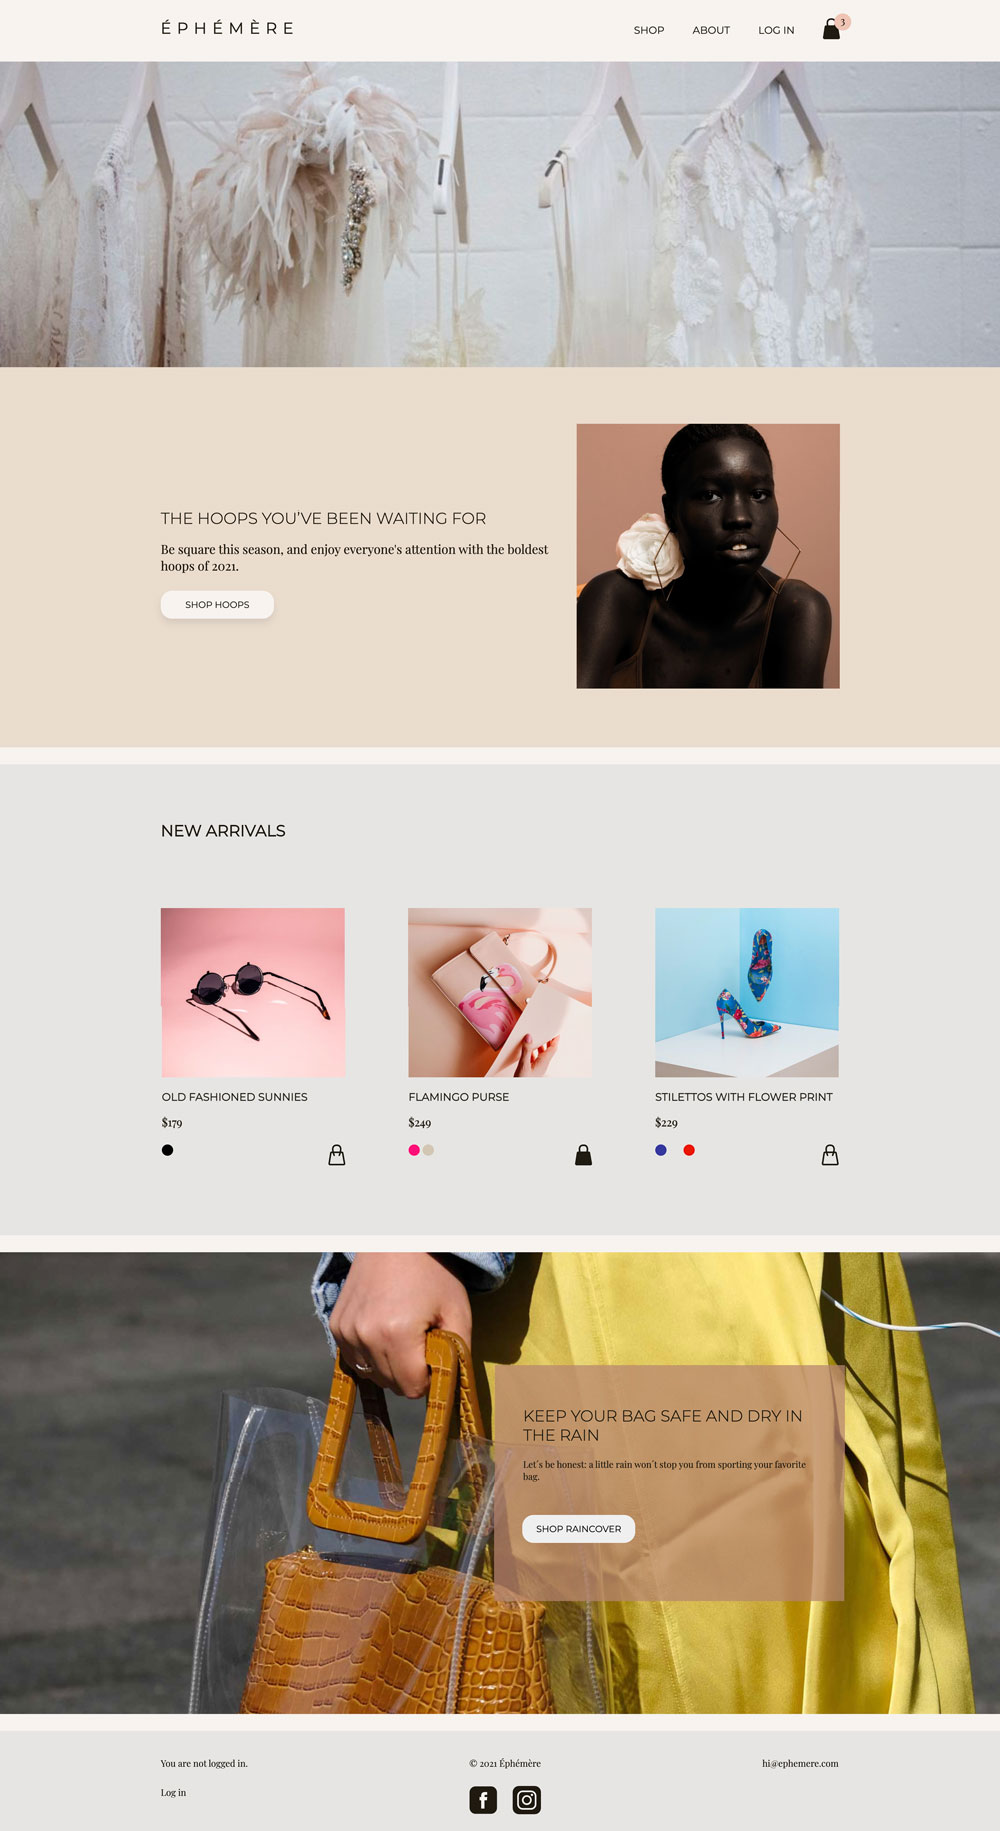 ÉPHÉMÈRE
SHOP ABOUT LOG IN 3
THE HOOPS YOU'VE BEEN WAITING FOR
Be square this season, and enjoy everyone's attention with the boldest
hoops of 2021.
SHOP HOOPS
NEW ARRIVALS
OLD FASHIONED SUNNIES
$179
FLAMINGO PURSE
$249
STILETTOS WITH FLOWER PRINT
$229
KEEP YOUR BAG SAFE AND DRY IN
THE RAIN
Let´s be honest: a little rain won´t stop you from sporting your favorite
bag.
SHOP RAINCOVER
You are not logged in.
Log in
© 2021 Éphémère
hi@ephemere.com